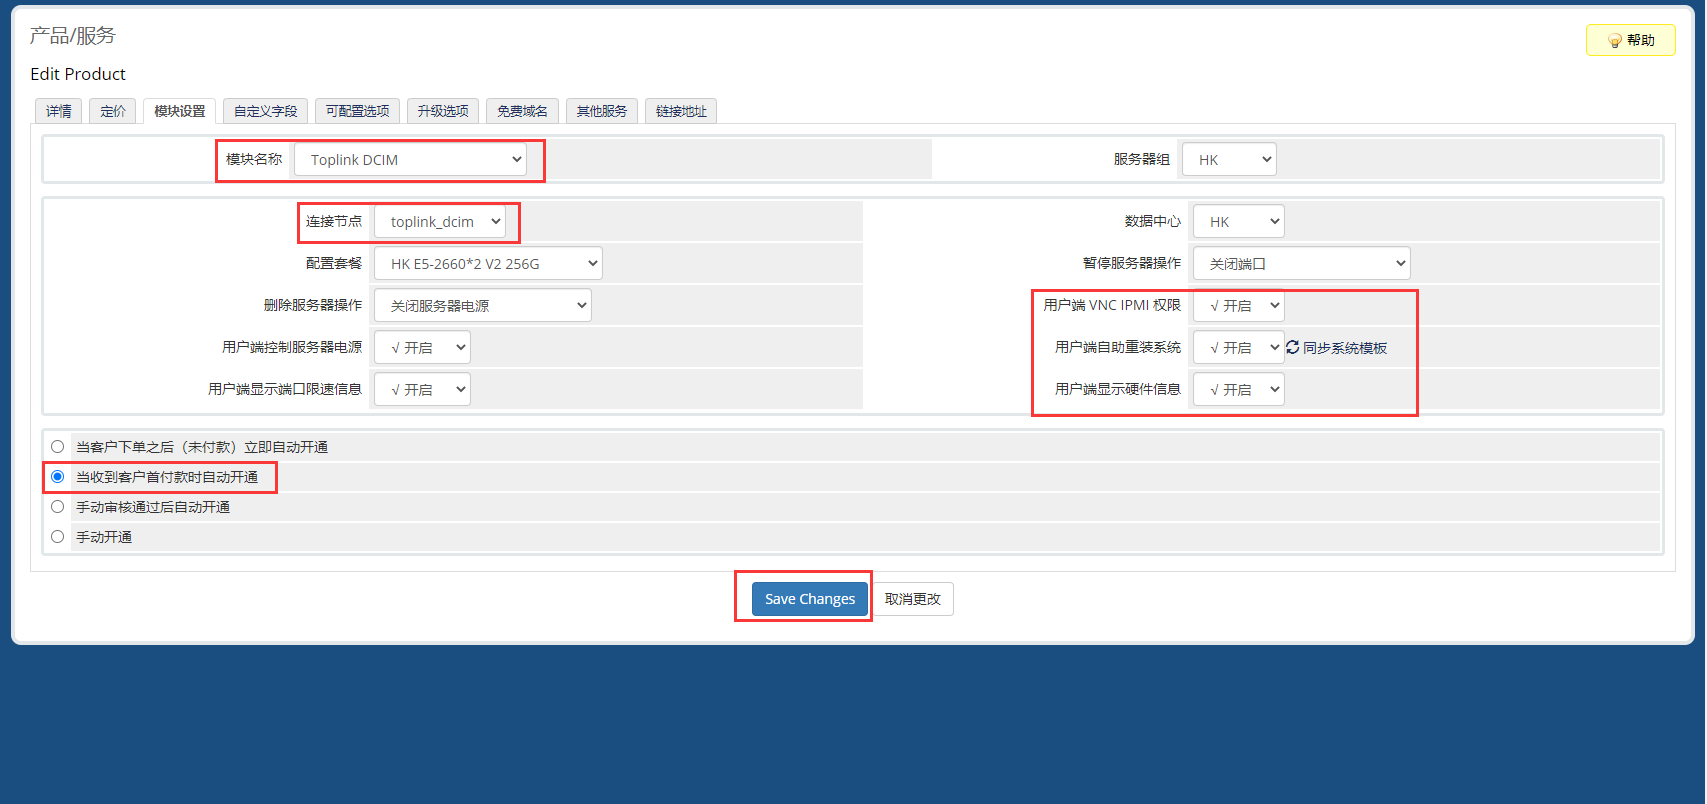 产品/服务
帮助
Edit Product
详情 定价 模块设置 自定义字段 可配置选项 升级选项 免费域名 其他服务 链接地址
模块名称 Toplink DCIM 服务器组 HK
连接节点 toplink_dcim 数据中心 HK
配置套餐 HK E5-2660*2 V2 256G 暂停服务器操作 关闭端口
删除服务器操作 关闭服务器电源 用户端 VNC IPMI 权限 √ 开启
用户端控制服务器电源 √ 开启 用户端自助重装系统 √ 开启 同步系统模板
用户端显示端口限速信息 √ 开启 用户端显示硬件信息 √ 开启
当客户下单之后（未付款）立即自动开通
当收到客户首付款时自动开通
手动审核通过后自动开通
手动开通
Save Changes 取消更改